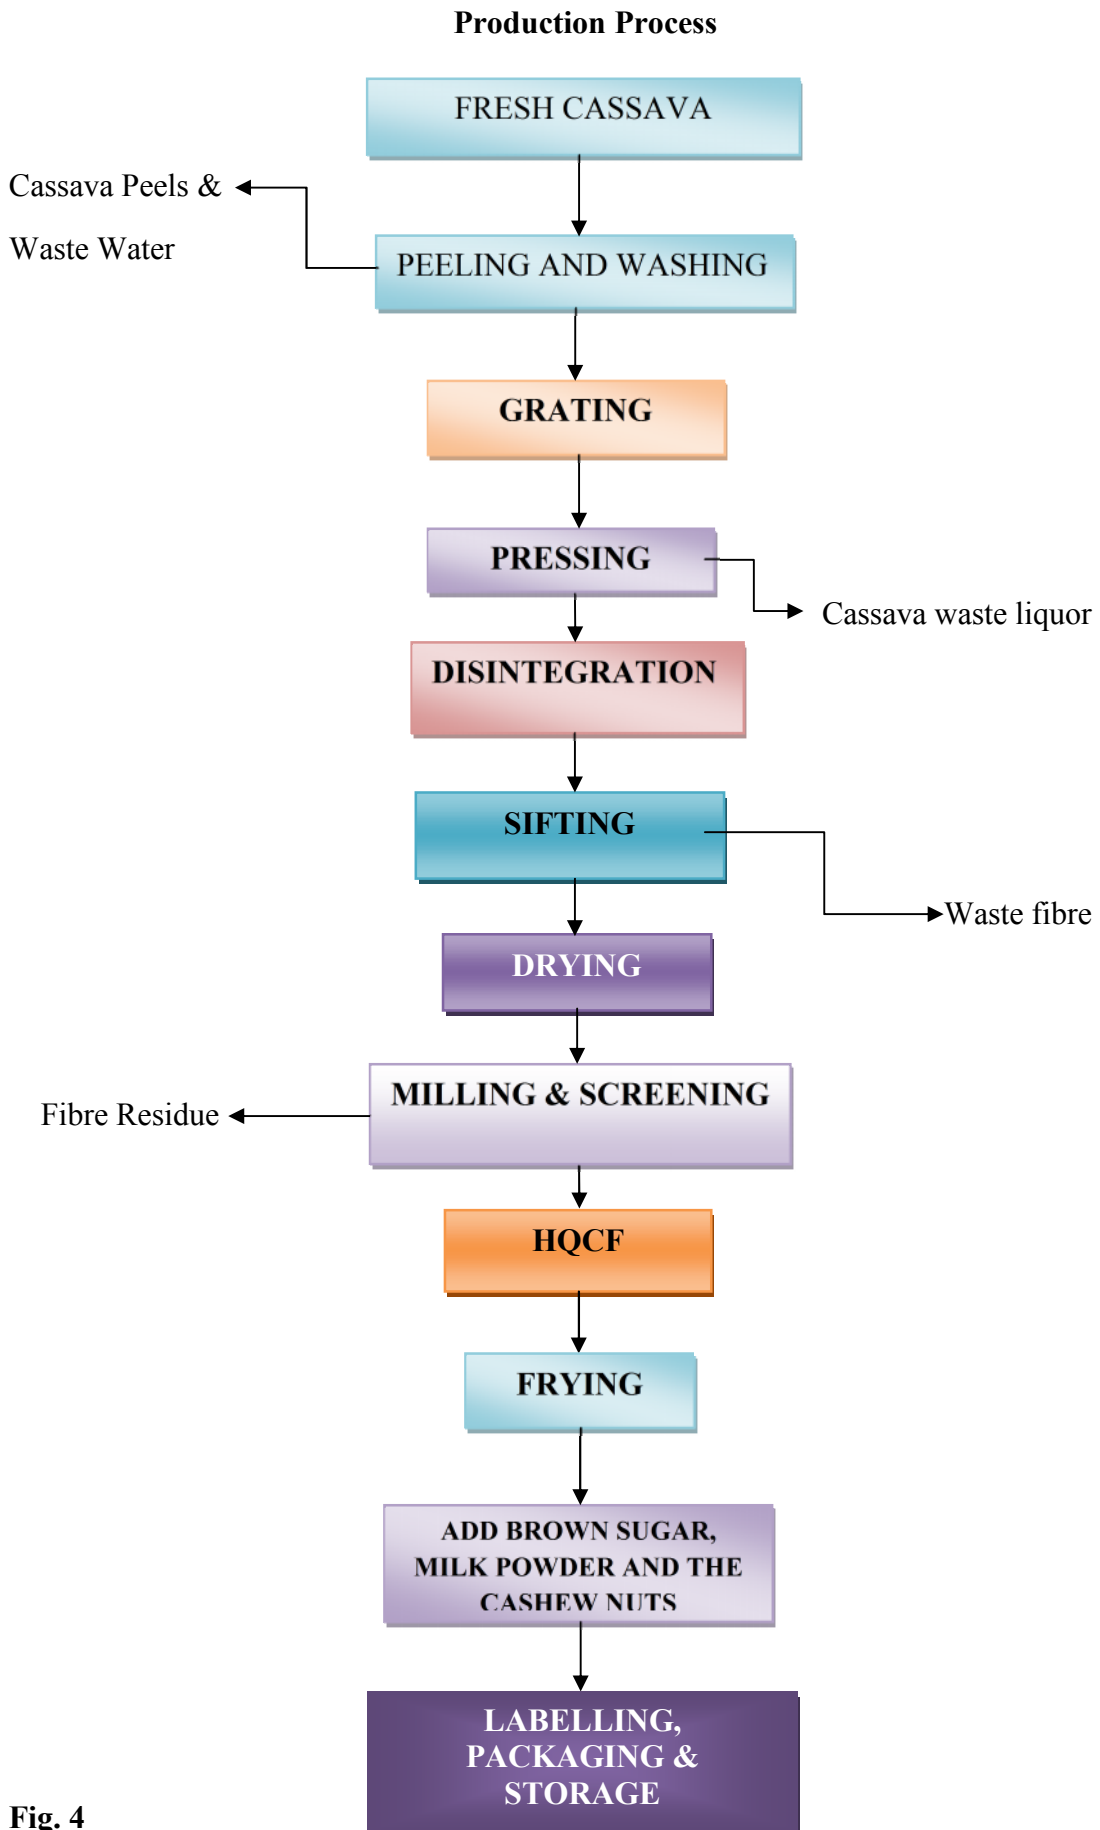 Production Process
FRESH CASSAVA
Cassava Peels &
Waste Water
PEELING AND WASHING
GRATING
PRESSING
Cassava waste liquor
DISINTEGRATION
SIFTING
Waste fibre
DRYING
MILLING & SCREENING
Fibre Residue
HQCF
FRYING
ADD BROWN SUGAR,
MILK POWDER AND THE
CASHEW NUTS
LABELLING,
PACKAGING &
STORAGE
Fig. 4